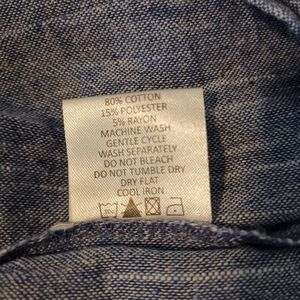 80% COTTON
15% POLYESTER
5% RAYON
MACHINE WASH
GENTLE CYCLE
WASH SEPARATELY
DO NOT BLEACH
DO NOT TUMBLE DRY
DRY FLAT
COOL IRON